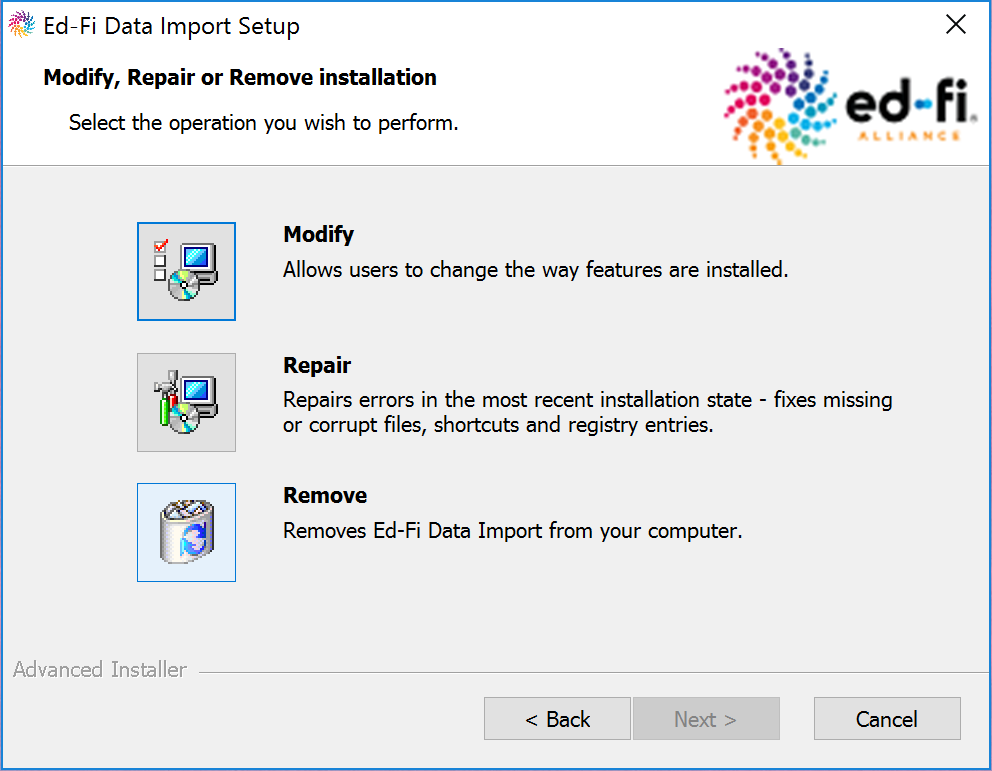 Ed-Fi Data Import Setup
Modify, Repair or Remove installation
Select the operation you wish to perform.
ed-fi®
ALLIANCE
Modify
Allows users to change the way features are installed.
Repair
Repairs errors in the most recent installation state - fixes missing
or corrupt files, shortcuts and registry entries.
Remove
Removes Ed-Fi Data Import from your computer.
Advanced Installer
< Back
Next >
Cancel